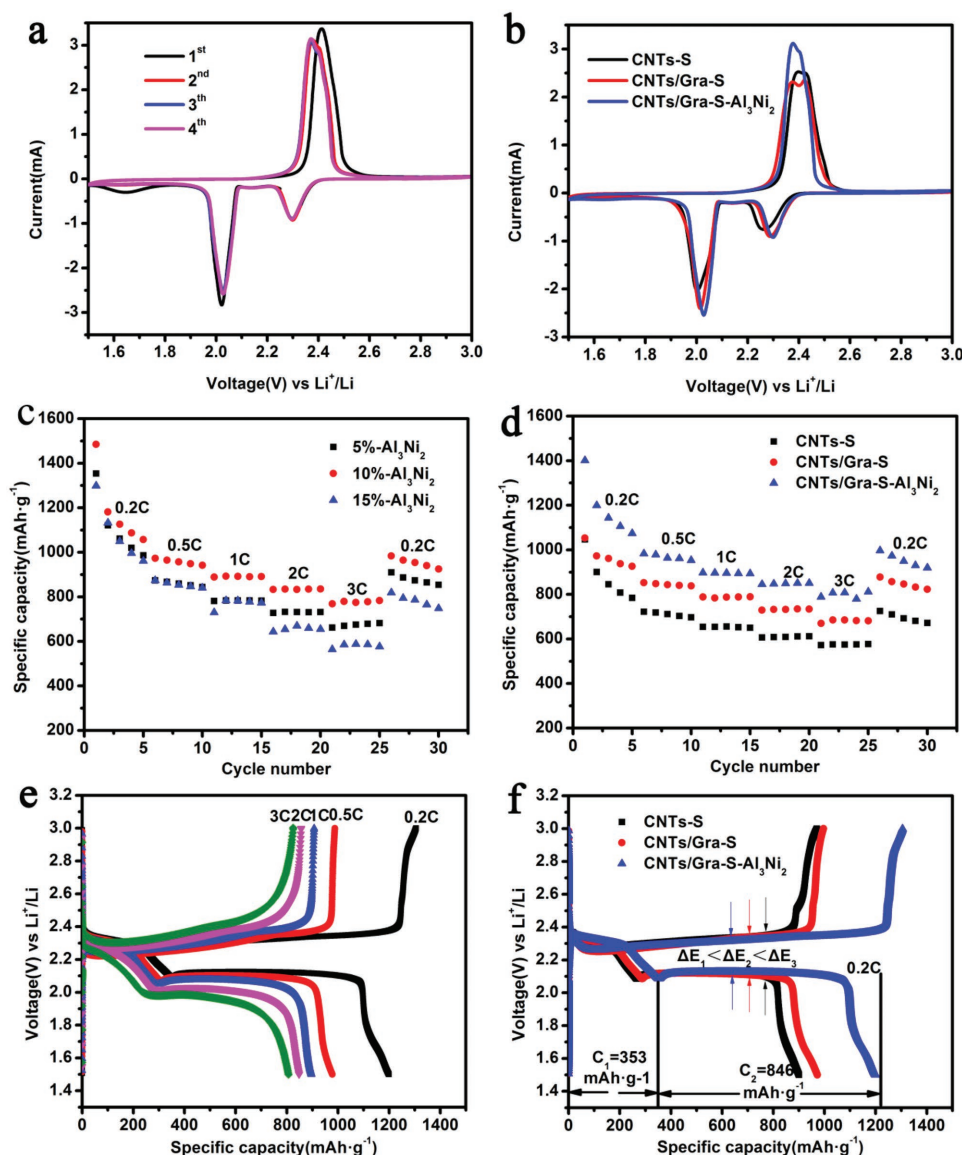 a
1st
2nd
3th
4th
Current(mA)
3
2
1
0
-1
-2
-3
1.6 1.8 2.0 2.2 2.4 2.6 2.8 3.0
Voltage(V) vs Li⁺/Li
b
CNTs-S
CNTs/Gra-S
CNTs/Gra-S-Al₃Ni₂
Current(mA)
3
2
1
0
-1
-2
-3
1.6 1.8 2.0 2.2 2.4 2.6 2.8 3.0
Voltage(V) vs Li⁺/Li
c
5%-Al₃Ni₂
10%-Al₃Ni₂
15%-Al₃Ni₂
0.2C
0.5C
1C
2C
3C
0.2C
Specific capacity(mAh·g⁻¹)
1600
1400
1200
1000
800
600
400
200
0 5 10 15 20 25 30
Cycle number
d
CNTs-S
CNTs/Gra-S
CNTs/Gra-S-Al₃Ni₂
0.2C
0.5C
1C
2C
3C
0.2C
Specific capacity(mAh·g⁻¹)
1600
1400
1200
1000
800
600
400
200
0 5 10 15 20 25 30
Cycle number
e
3C2C1C0.5C
0.2C
Voltage(V) vs Li⁺/Li
3.2
3.0
2.8
2.6
2.4
2.2
2.0
1.8
1.6
1.4
0 200 400 600 800 1000 1200 1400
Specific capacity(mAh·g⁻¹)
f
CNTs-S
CNTs/Gra-S
CNTs/Gra-S-Al₃Ni₂
ΔE₁<ΔE₂<ΔE₃
0.2C
C₁=353
mAh·g-1
C₂=846
mAh·g⁻¹
Voltage(V) vs Li⁺/Li
3.2
3.0
2.8
2.6
2.4
2.2
2.0
1.8
1.6
1.4
0 200 400 600 800 1000 1200 1400
Specific capacity(mAh·g⁻¹)